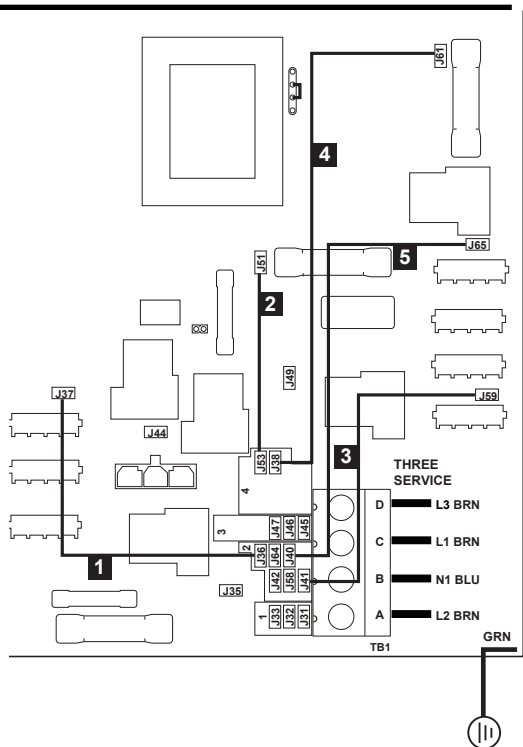 J61
4
J65
J51
5
2
J49
J37
J59
J44
3
J53
J38
THREE
SERVICE
4
D
L3 BRN
J47
J46
J45
3
C
L1 BRN
2
J36
J64
J40
1
B
N1 BLU
J42
J58
J41
J35
1
J33
J32
J31
A
L2 BRN
TB1
GRN